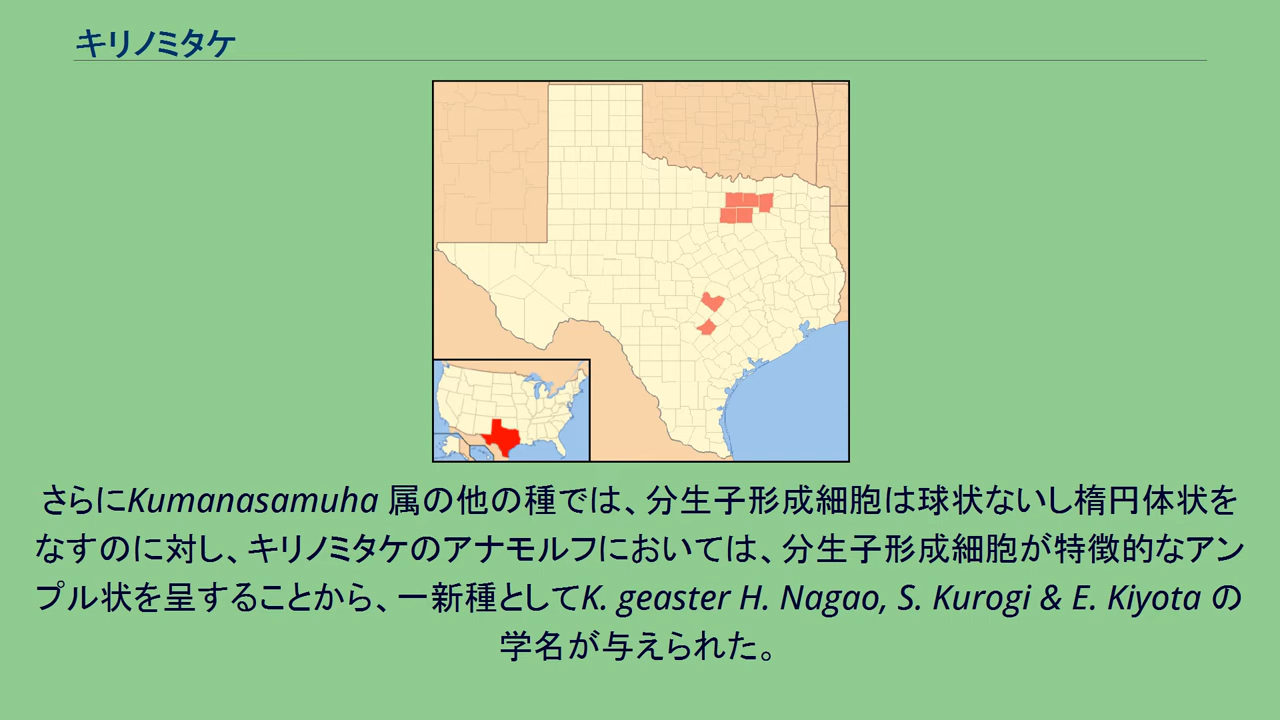 キリノミタケ
さらにKumanasamuha 属の他の種では、分生子形成細胞は球状ないし楕円体状を
なすのに対し、キリノミタケのアナモルフにおいては、分生子形成細胞が特徴的なアン
プル状を呈することから、一新種としてK. geaster H. Nagao, S. Kurogi & E. Kiyota の
学名が与えられた。